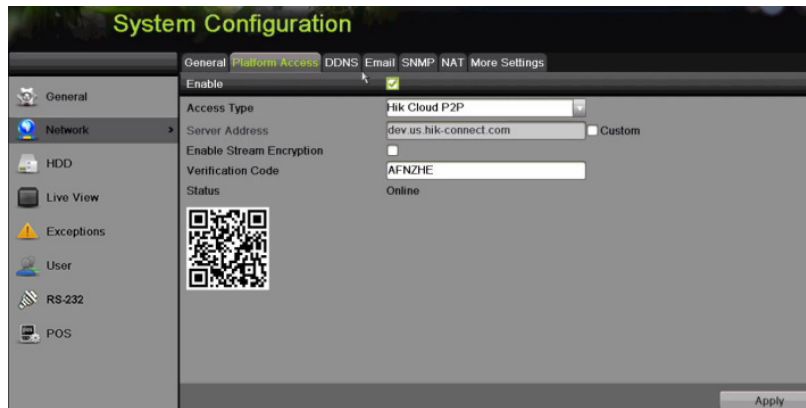 System Configuration
General Platform Access DDNS Email SNMP NAT More Settings
Enable
Access Type Hik Cloud P2P
Server Address dev.us.hik-connect.com Custom
Enable Stream Encryption
Verification Code AFNZHE
Status Online
General
Network
HDD
Live View
Exceptions
User
RS-232
POS
Apply